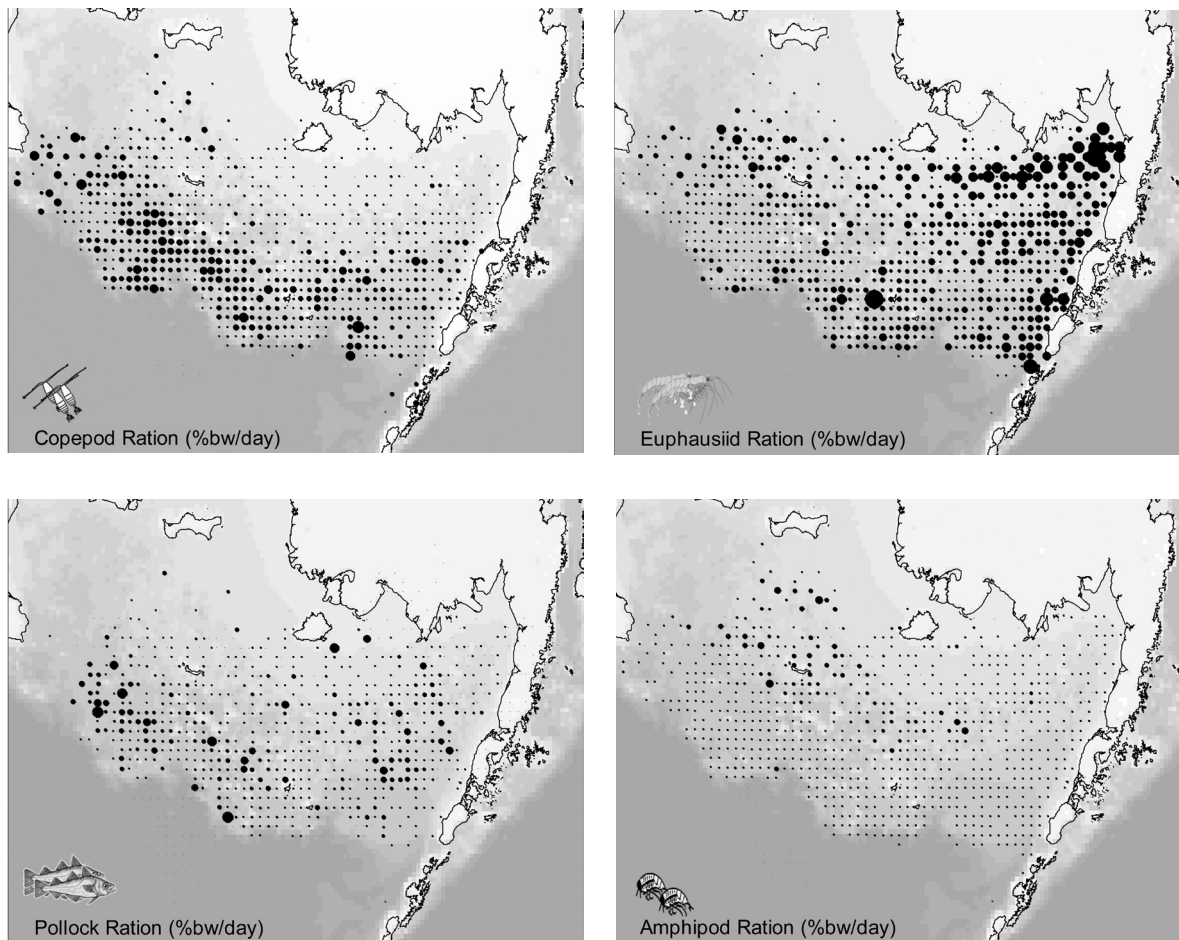 Copepod Ration (%bw/day)
Euphausiid Ration (%bw/day)
Pollock Ration (%bw/day)
Amphipod Ration (%bw/day)